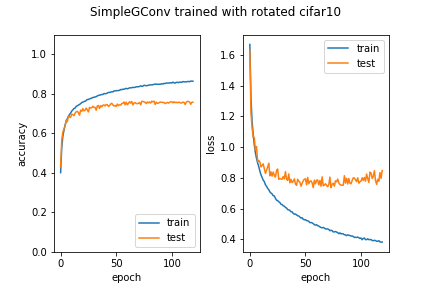 SimpleGConv trained with rotated cifar10
accuracy
1.0
0.8
0.6
0.4
0.2
0.0
0
50
100
epoch
train
test
loss
1.6
1.4
1.2
1.0
0.8
0.6
0.4
0
50
100
epoch
train
test